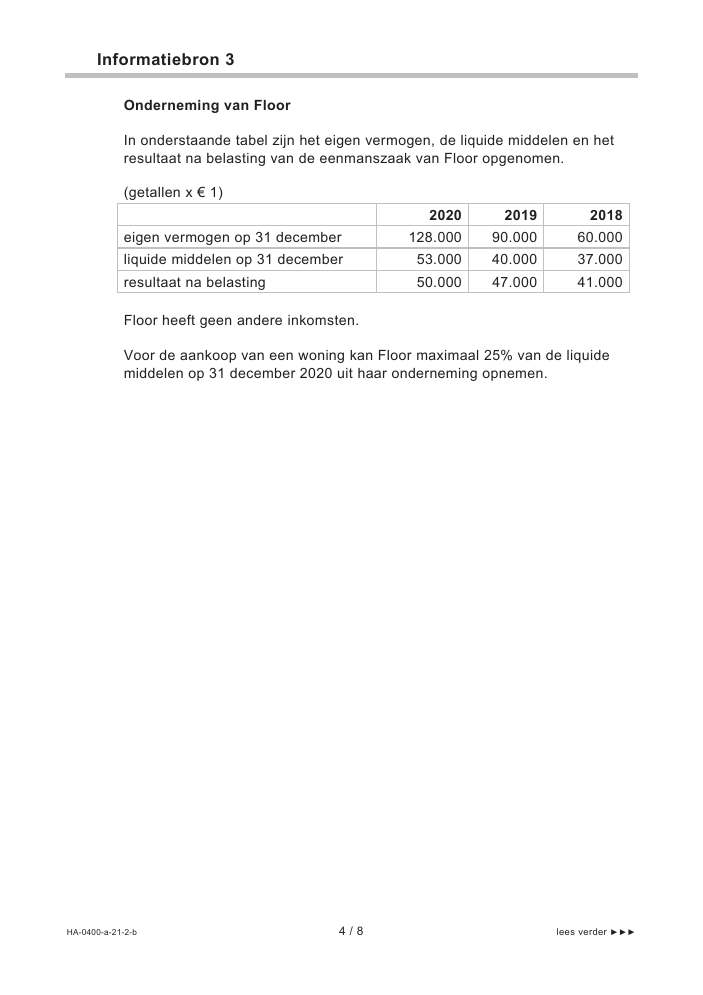 Informatiebron 3
Onderneming van Floor
In onderstaande tabel zijn het eigen vermogen, de liquide middelen en het
resultaat na belasting van de eenmanszaak van Floor opgenomen.
(getallen x € 1)
2020 2019 2018
eigen vermogen op 31 december 128.000 90.000 60.000
liquide middelen op 31 december 53.000 40.000 37.000
resultaat na belasting 50.000 47.000 41.000
Floor heeft geen andere inkomsten.
Voor de aankoop van een woning kan Floor maximaal 25% van de liquide
middelen op 31 december 2020 uit haar onderneming opnemen.
HA-0400-a-21-2-b 4 / 8 lees verder ►►►